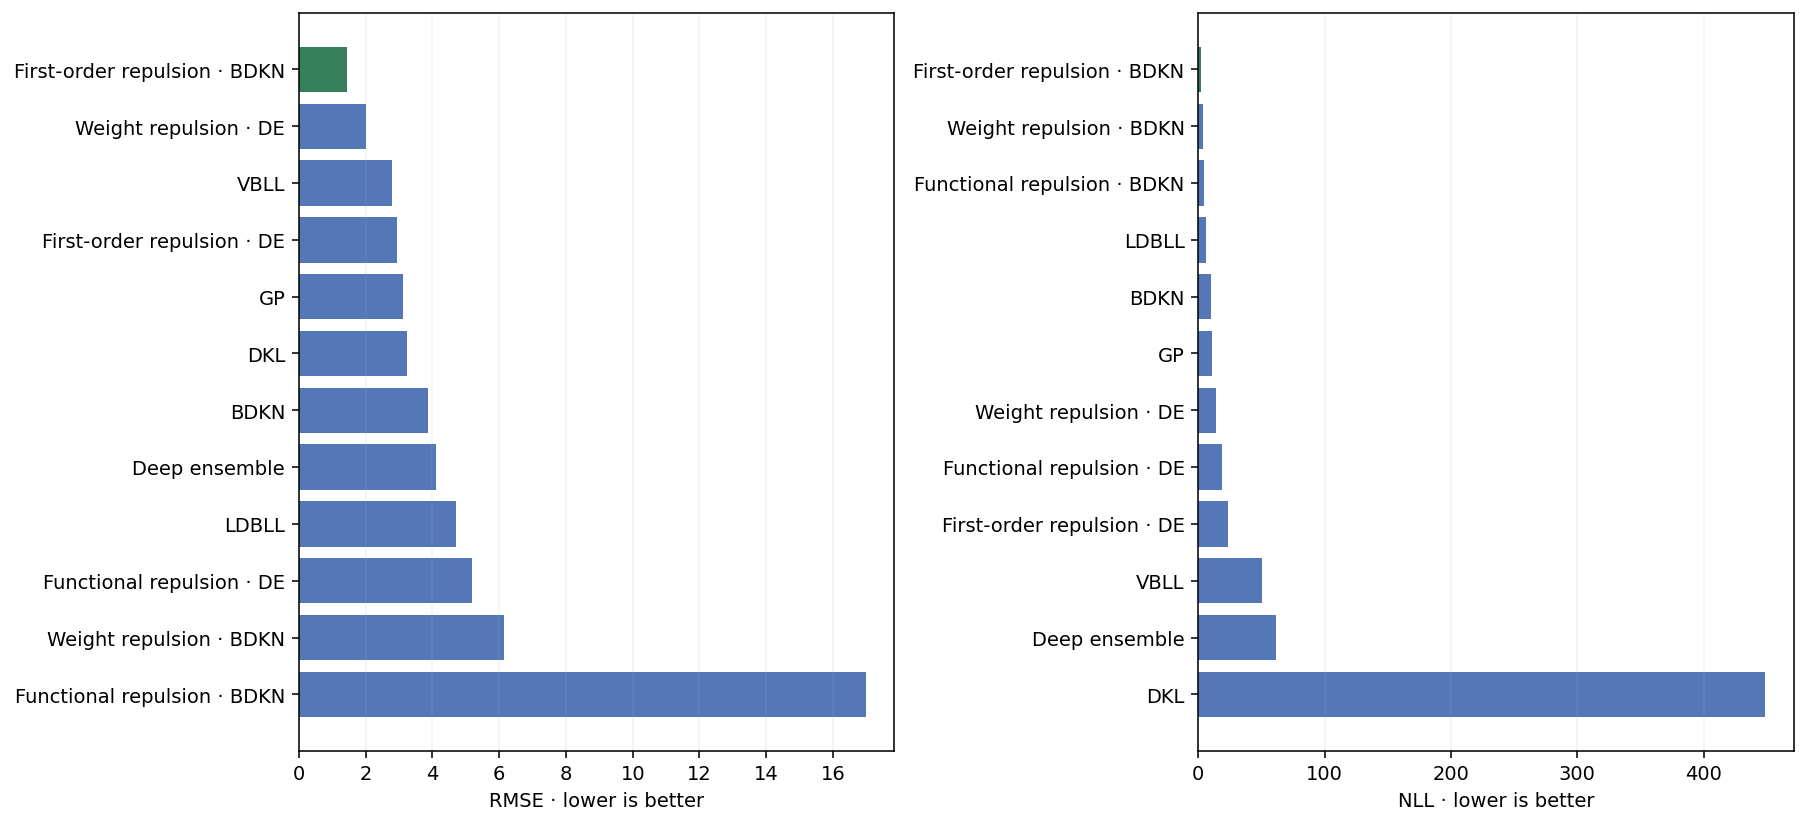 First-order repulsion · BDKN
Weight repulsion · DE
VBLL
First-order repulsion · DE
GP
DKL
BDKN
Deep ensemble
LDBLL
Functional repulsion · DE
Weight repulsion · BDKN
Functional repulsion · BDKN
0 2 4 6 8 10 12 14 16
RMSE · lower is better
First-order repulsion · BDKN
Weight repulsion · BDKN
Functional repulsion · BDKN
LDBLL
BDKN
GP
Weight repulsion · DE
Functional repulsion · DE
First-order repulsion · DE
VBLL
Deep ensemble
DKL
0 100 200 300 400
NLL · lower is better